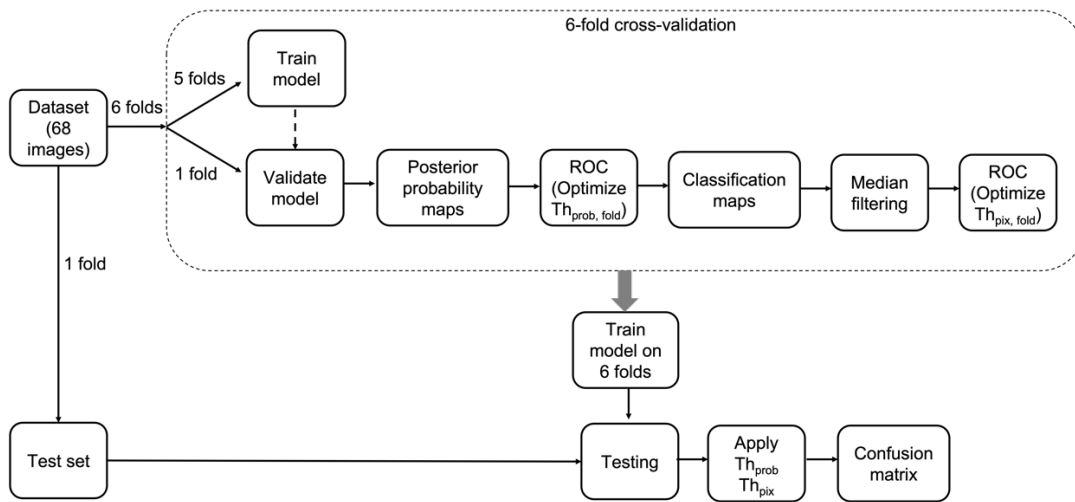 6-fold cross-validation
Train
model
5 folds
Dataset
(68
images)
6 folds
1 fold
Validate
model
Posterior
probability
maps
ROC
(Optimize
Th_prob, fold)
Classification
maps
Median
filtering
ROC
(Optimize
Th_pix, fold)
1 fold
Train
model on
6 folds
Test set
Testing
Apply
Th_prob
Th_pix
Confusion
matrix